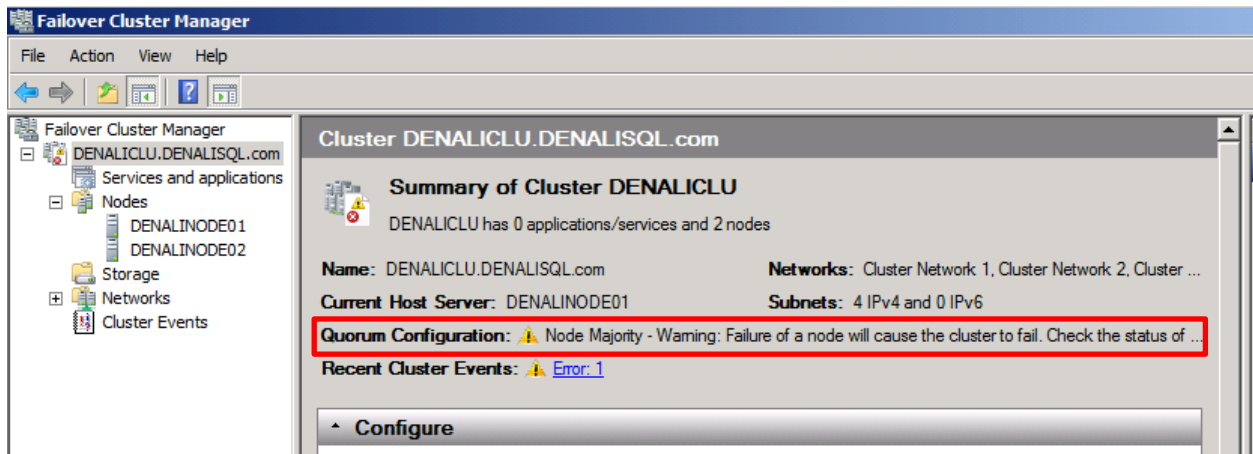 Failover Cluster Manager
File Action View Help
Failover Cluster Manager
DENALICLU.DENALISQL.com
Services and applications
Nodes
DENALINODE01
DENALINODE02
Storage
Networks
Cluster Events
Cluster DENALICLU.DENALISQL.com
Summary of Cluster DENALICLU
DENALICLU has 0 applications/services and 2 nodes
Name: DENALICLU.DENALISQL.com Networks: Cluster Network 1, Cluster Network 2, Cluster ...
Current Host Server: DENALINODE01 Subnets: 4 IPv4 and 0 IPv6
Quorum Configuration: Node Majority - Warning: Failure of a node will cause the cluster to fail. Check the status of ...
Recent Cluster Events: Error: 1
Configure